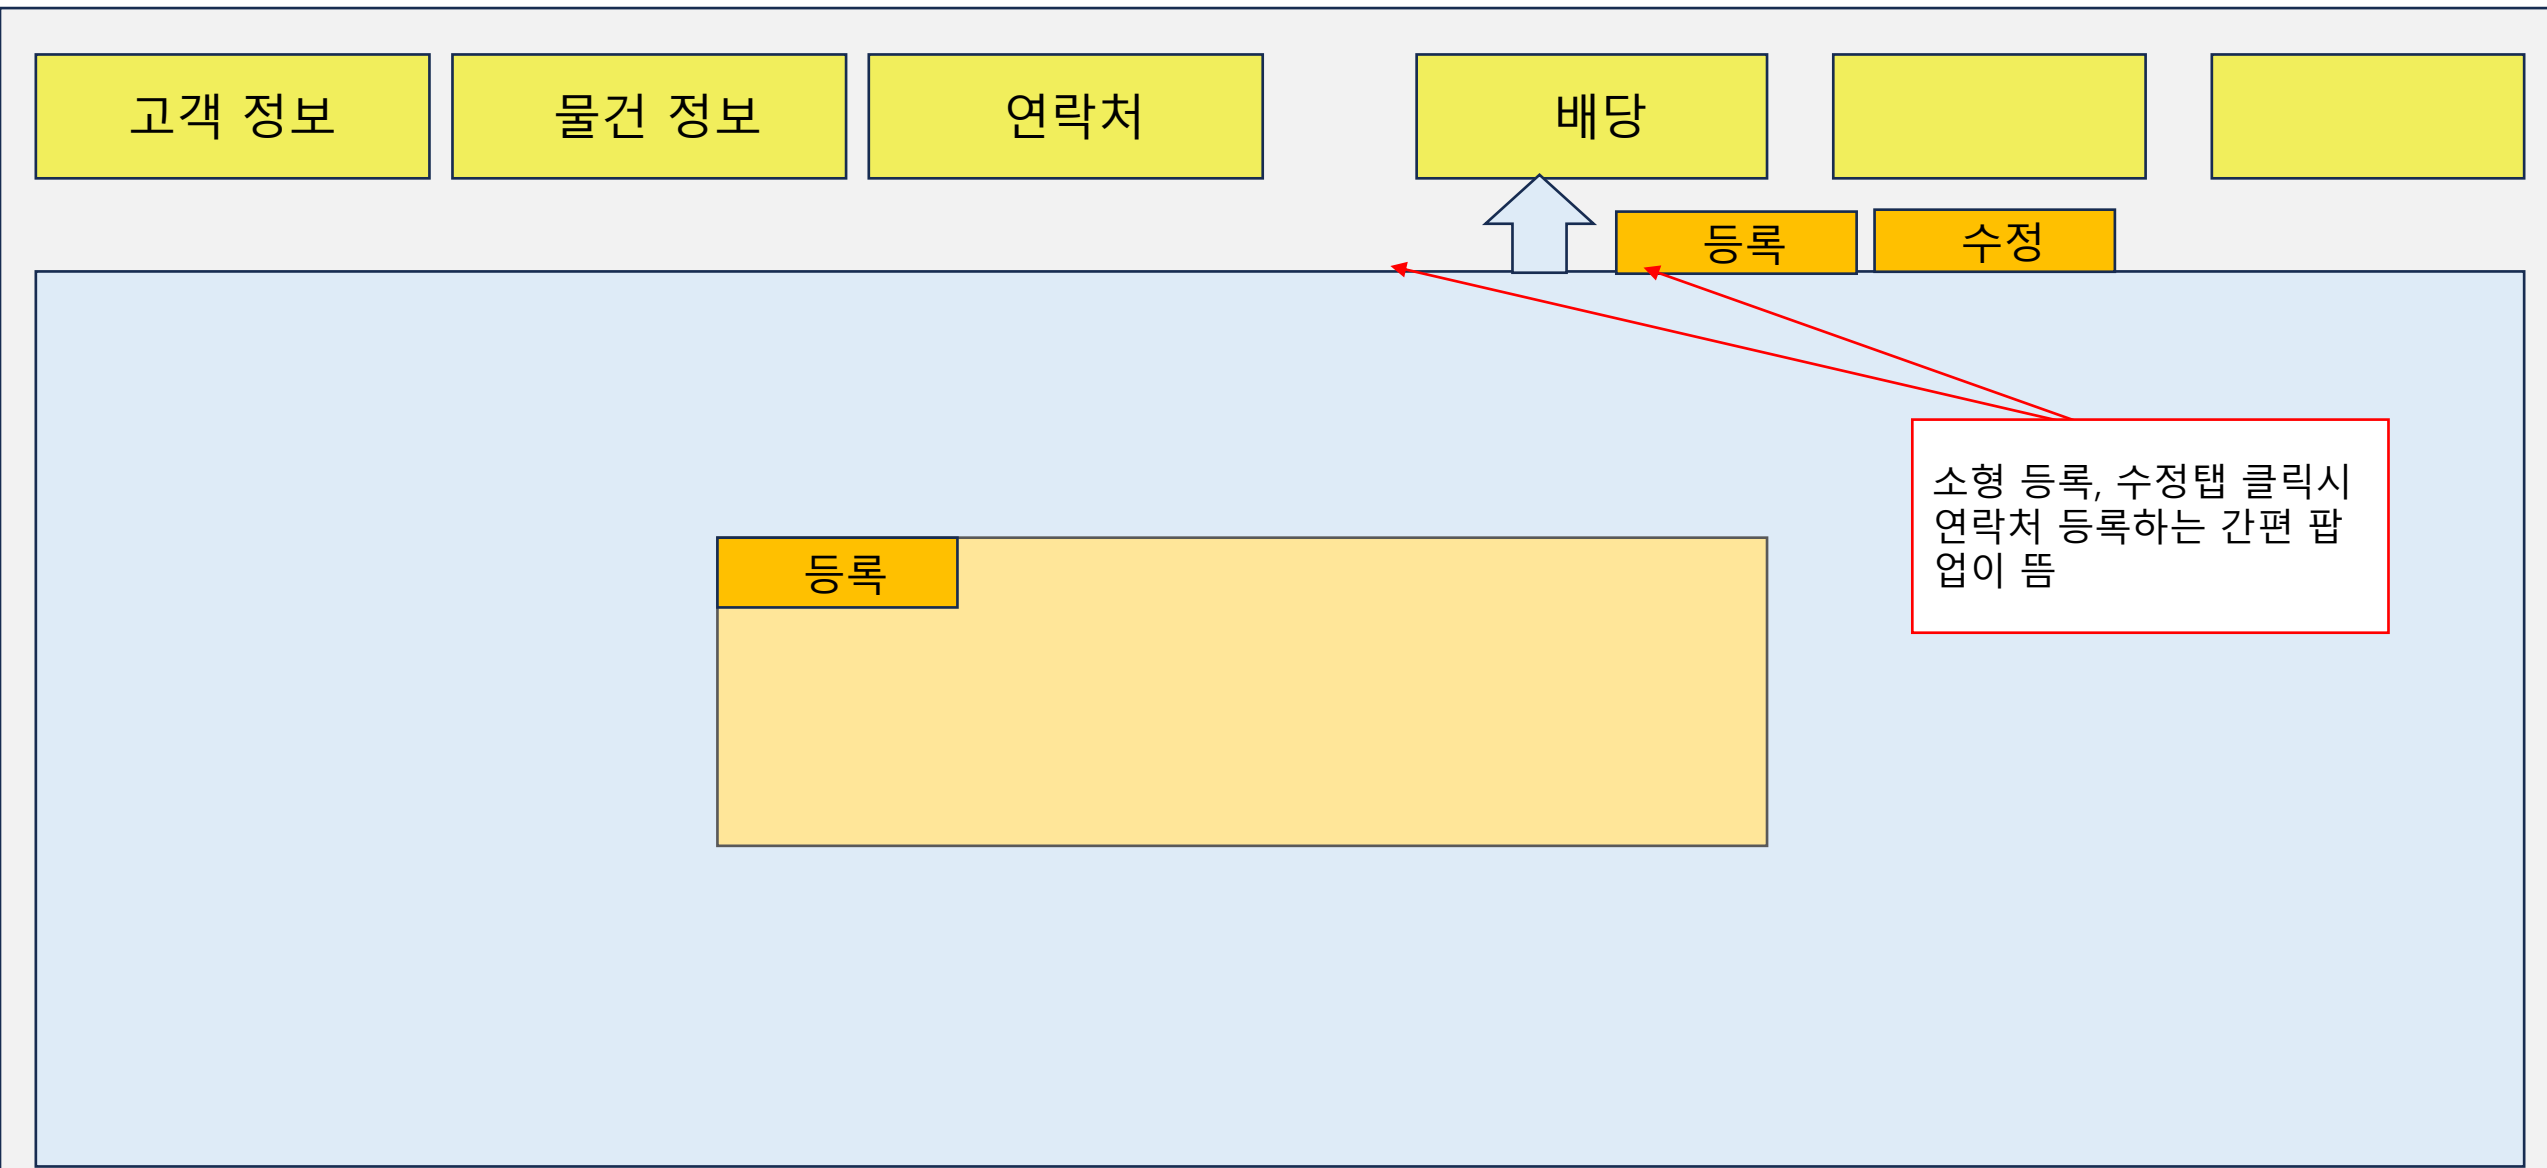 고객 정보
물건 정보
연락처
배당
등록
수정
소형 등록, 수정탭 클릭시
연락처 등록하는 간편 팝
업이 뜸
등록